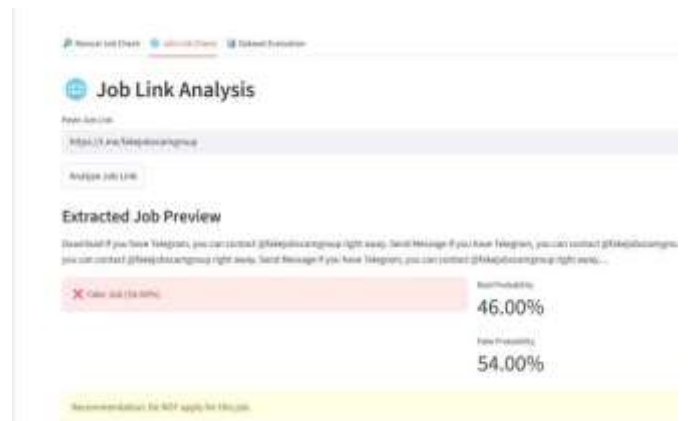 Manual Job Check Job Link Check Dataset Evaluation
Job Link Analysis
Paste Job Link
https://t.me/fakejobscamgroup
Analyze Job Link
Extracted Job Preview
Download If you have Telegram, you can contact @fakejobscamgroup right away. Send Message If you have Telegram, you can contact
you can contact @fakejobscamgroup right away. Send Message If you have Telegram, you can contact @fakejobscamgroup right away....
Fake Job (54.00%)
Real Probability
46.00%
Fake Probability
54.00%
Recommendation: Do NOT apply for this job.